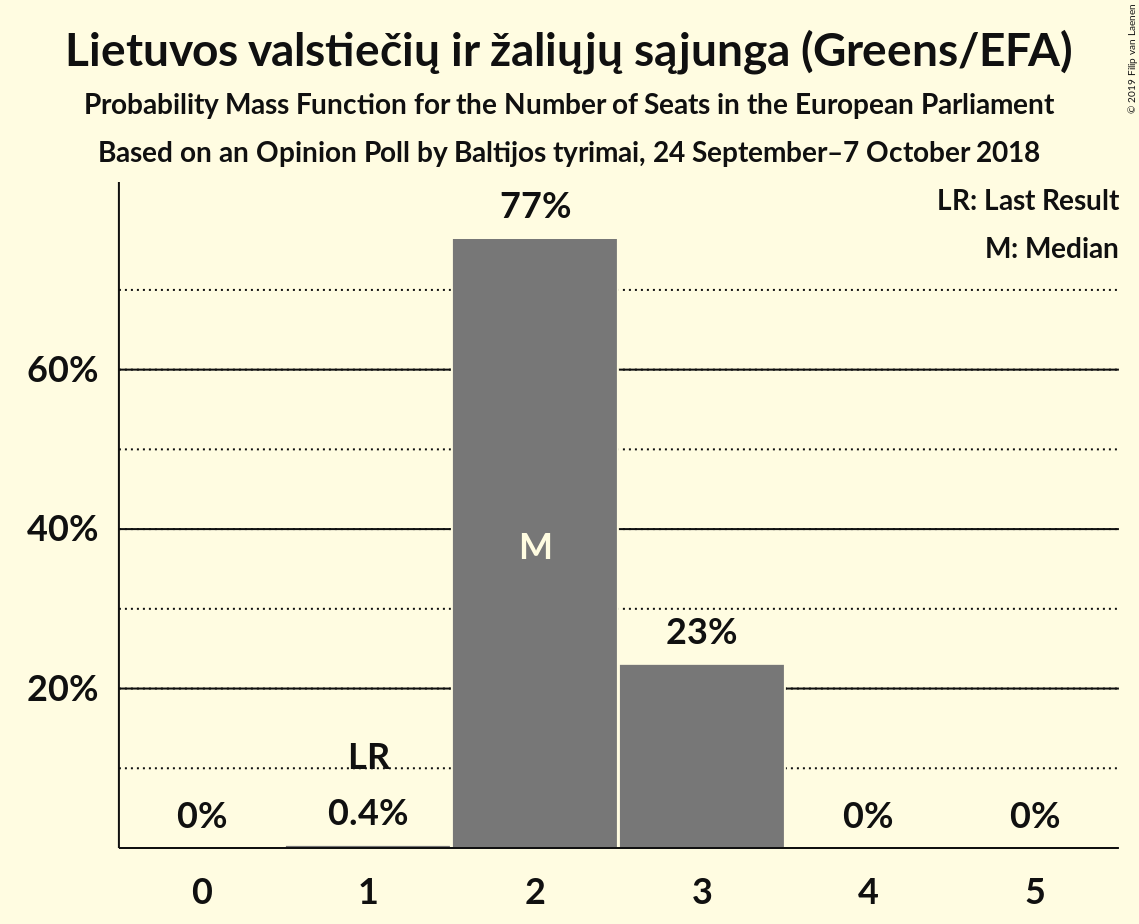 Lietuvos valstiečių ir žaliųjų sąjunga (Greens/EFA)
Probability Mass Function for the Number of Seats in the European Parliament
Based on an Opinion Poll by Baltijos tyrimai, 24 September–7 October 2018
© 2019 Filip van Laenen
LR: Last Result
M: Median
77%
60%
40%
M
23%
20%
LR
0%
0.4%
0%
0%
0
1
2
3
4
5